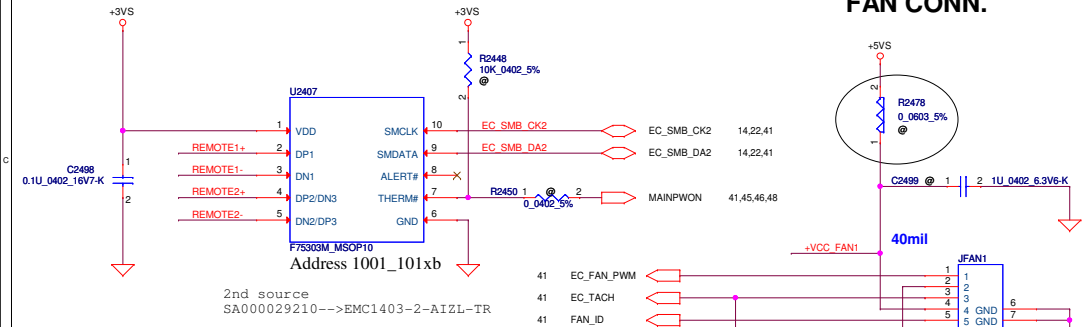 FAN CONN.
+3VS
+3VS
+5VS
1
R2448
10K_0402_5%
@
2
2
R2478
0_0603_5%
@
1
U2407
1 VDD SMCLK 10 EC_SMB_CK2 EC_SMB_CK2 14,22,41
REMOTE1+ 2 DP1 SMDATA 9 EC_SMB_DA2 EC_SMB_DA2 14,22,41
REMOTE1- 3 DN1 ALERT# 8
REMOTE2+ 4 DP2/DN3 THERM# 7 R2450 1 @ 2 0_0402_5% MAINPWON 41,45,46,48
REMOTE2- 5 DN2/DP3 GND 6
F75303M_MSOP10
Address 1001_101xb
C
C2498
0.1U_0402_16V7-K
1
2
C2499 @ 1 2 1U_0402_6.3V6-K
40mil
+VCC_FAN1
JFAN1
41 EC_FAN_PWM 1 1
2 2
41 EC_TACH 3 3
4 4 GND 6
41 FAN_ID 5 5 GND 7
2nd source
SA000029210-->EMC1403-2-AIZL-TR